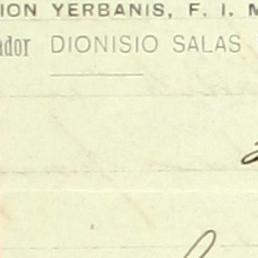 ION YERBANIS, F. I. M
ador DIONISIO SALAS